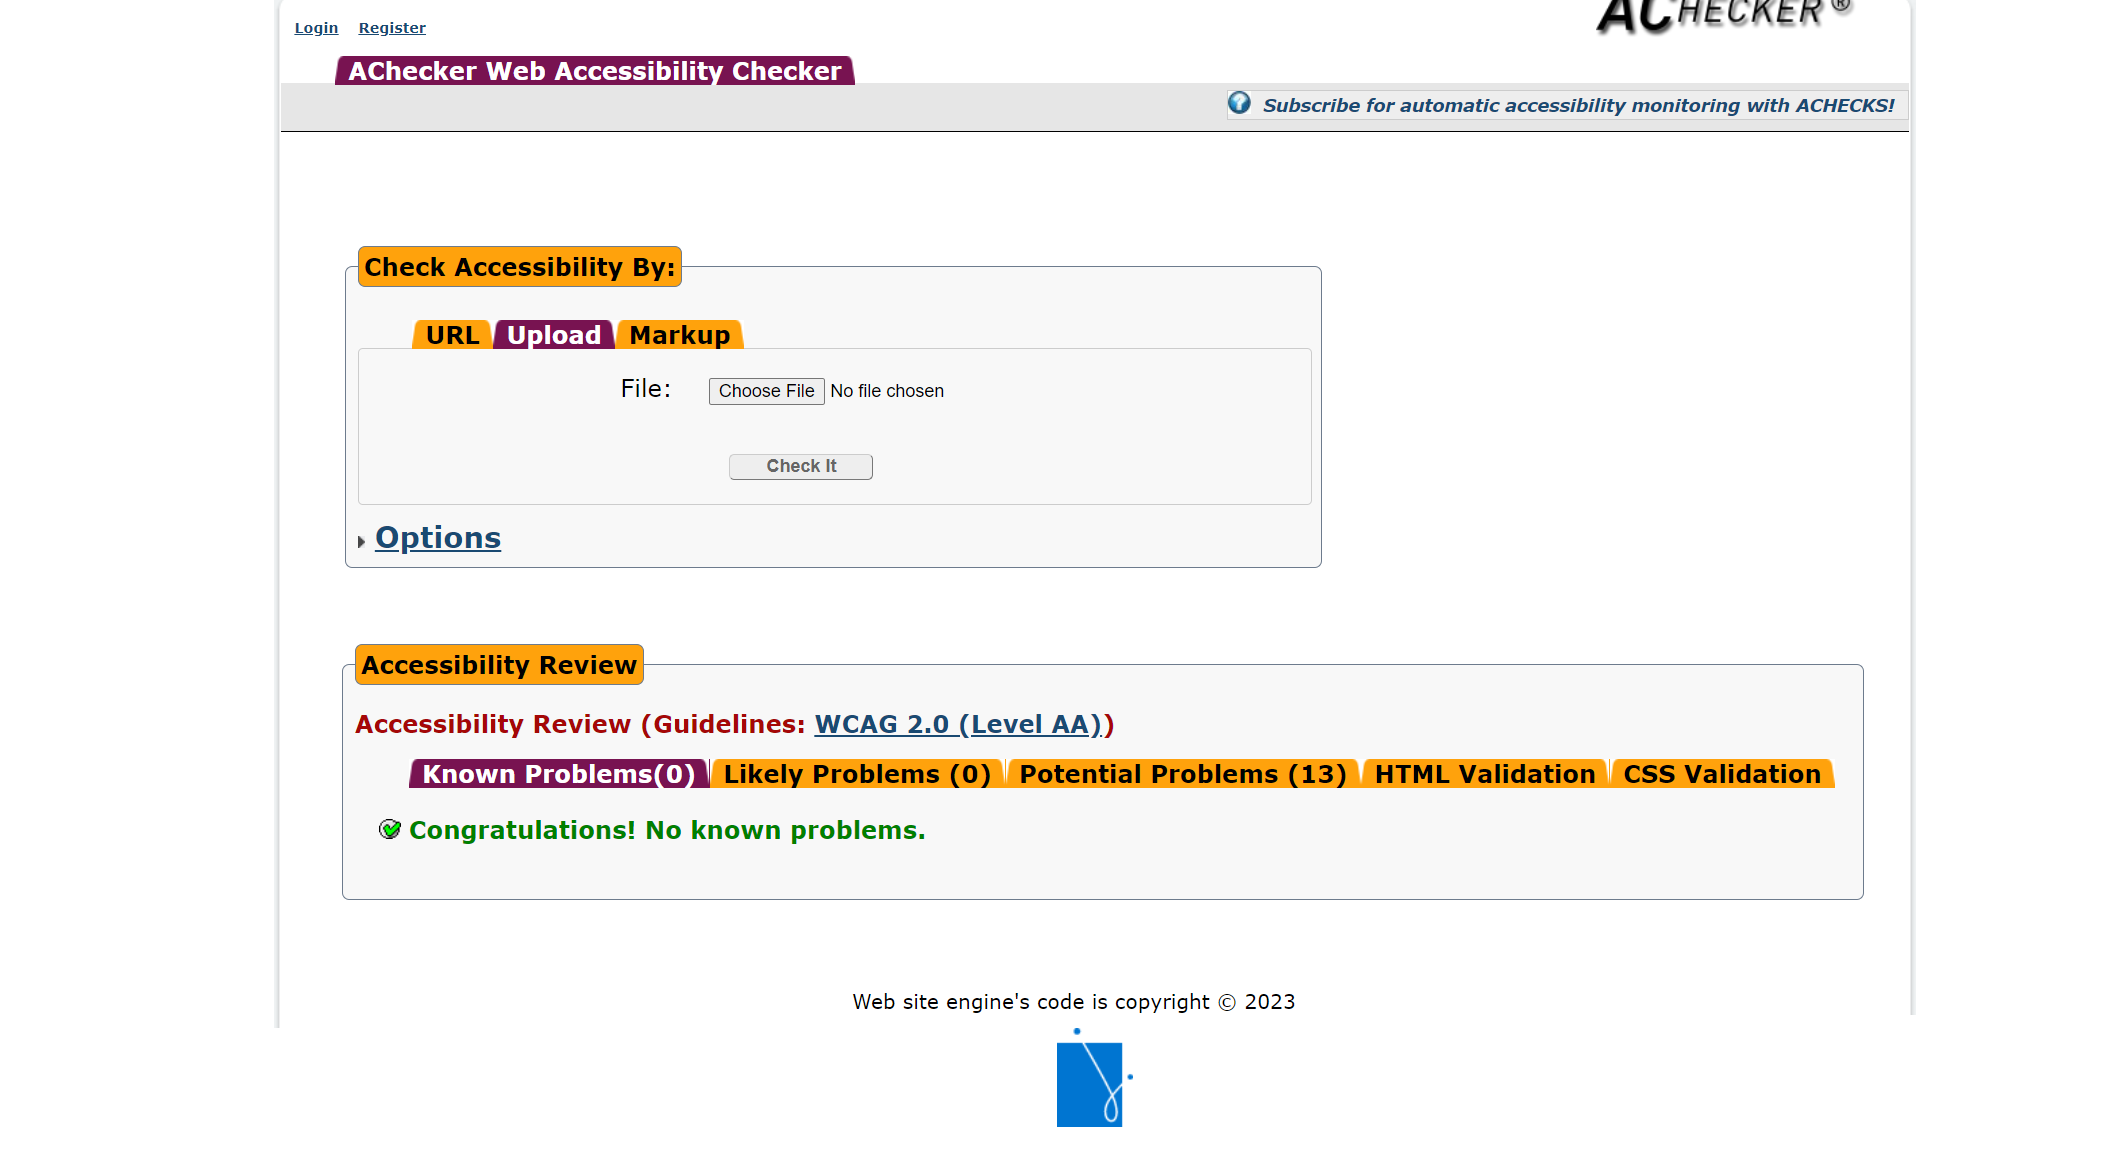 ACHECKER ®
Login Register
AChecker Web Accessibility Checker
Subscribe for automatic accessibility monitoring with ACHECKS!
Check Accessibility By:
URL Upload Markup
File: Choose File No file chosen
Check It
Options
Accessibility Review
Accessibility Review (Guidelines: WCAG 2.0 (Level AA))
Known Problems(0) Likely Problems (0) Potential Problems (13) HTML Validation CSS Validation
Congratulations! No known problems.
Web site engine's code is copyright © 2023